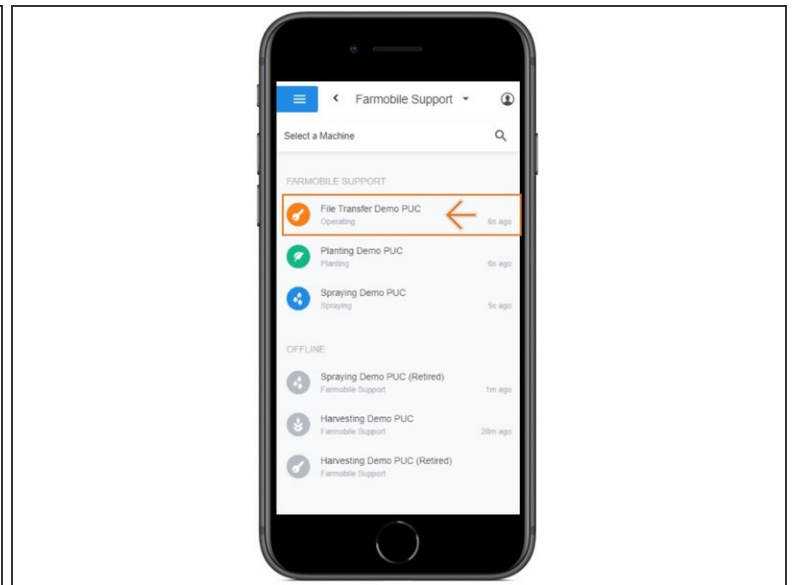 Farmobile Support
Select a Machine
FARMOBILE SUPPORT
File Transfer Demo PUC
Operating
6s ago
Planting Demo PUC
Planting
6s ago
Spraying Demo PUC
Spraying
5s ago
OFFLINE
Spraying Demo PUC (Retired)
Farmobile Support
1m ago
Harvesting Demo PUC
Farmobile Support
20m ago
Harvesting Demo PUC (Retired)
Farmobile Support